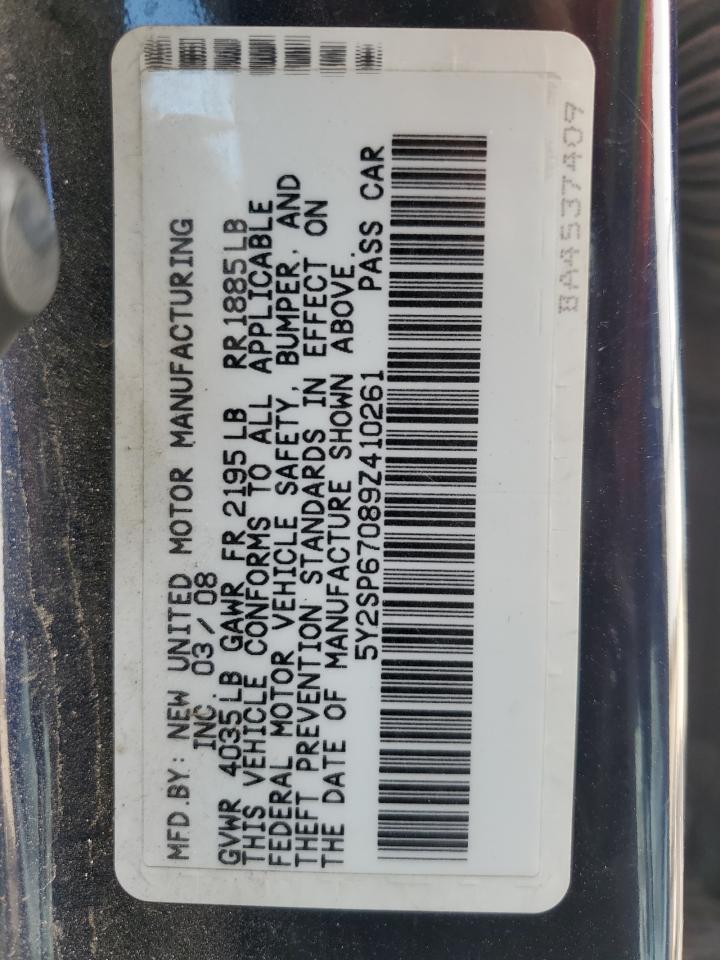 MFD.BY: NEW UNITED MOTOR MANUFACTURING
INC. 03/08
GVWR 4035LB GAWR FR 2195LB RR1885LB
THIS VEHICLE CONFORMS TO ALL APPLICABLE
FEDERAL MOTOR VEHICLE SAFETY, BUMPER, AND
THEFT PREVENTION STANDARDS IN EFFECT ON
THE DATE OF MANUFACTURE SHOWN ABOVE.
5Y2SP67089Z410261 PASS CAR
BA4537409